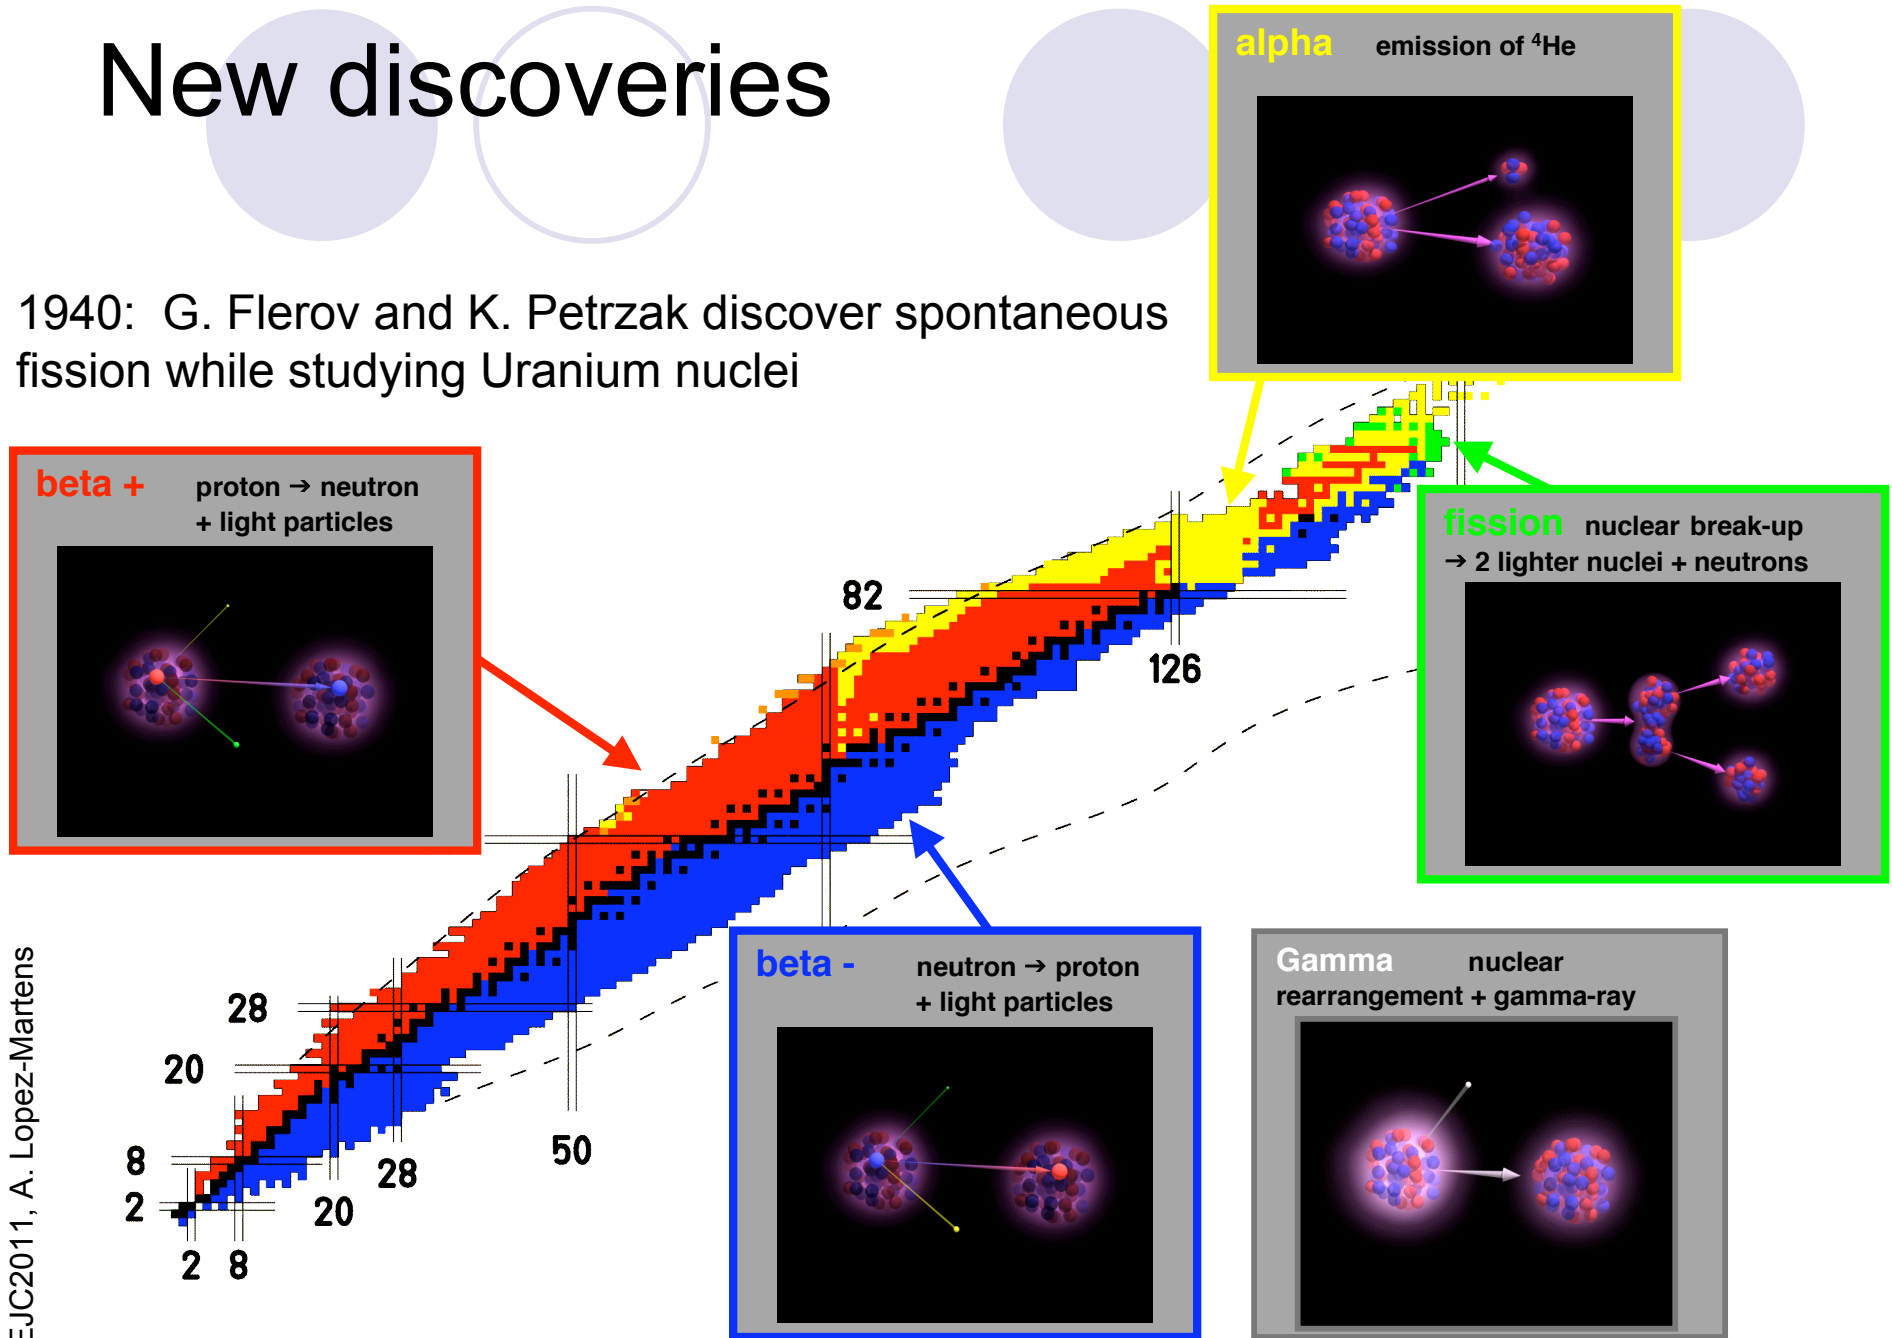 New discoveries
alpha emission of ⁴He
1940: G. Flerov and K. Petrzak discover spontaneous
fission while studying Uranium nuclei
beta + proton → neutron
+ light particles
fission nuclear break-up
→ 2 lighter nuclei + neutrons
82
126
beta - neutron → proton
+ light particles
Gamma nuclear
rearrangement + gamma-ray
28
20
8
2
50
28
20
2 8
EJC2011, A. Lopez-Martens